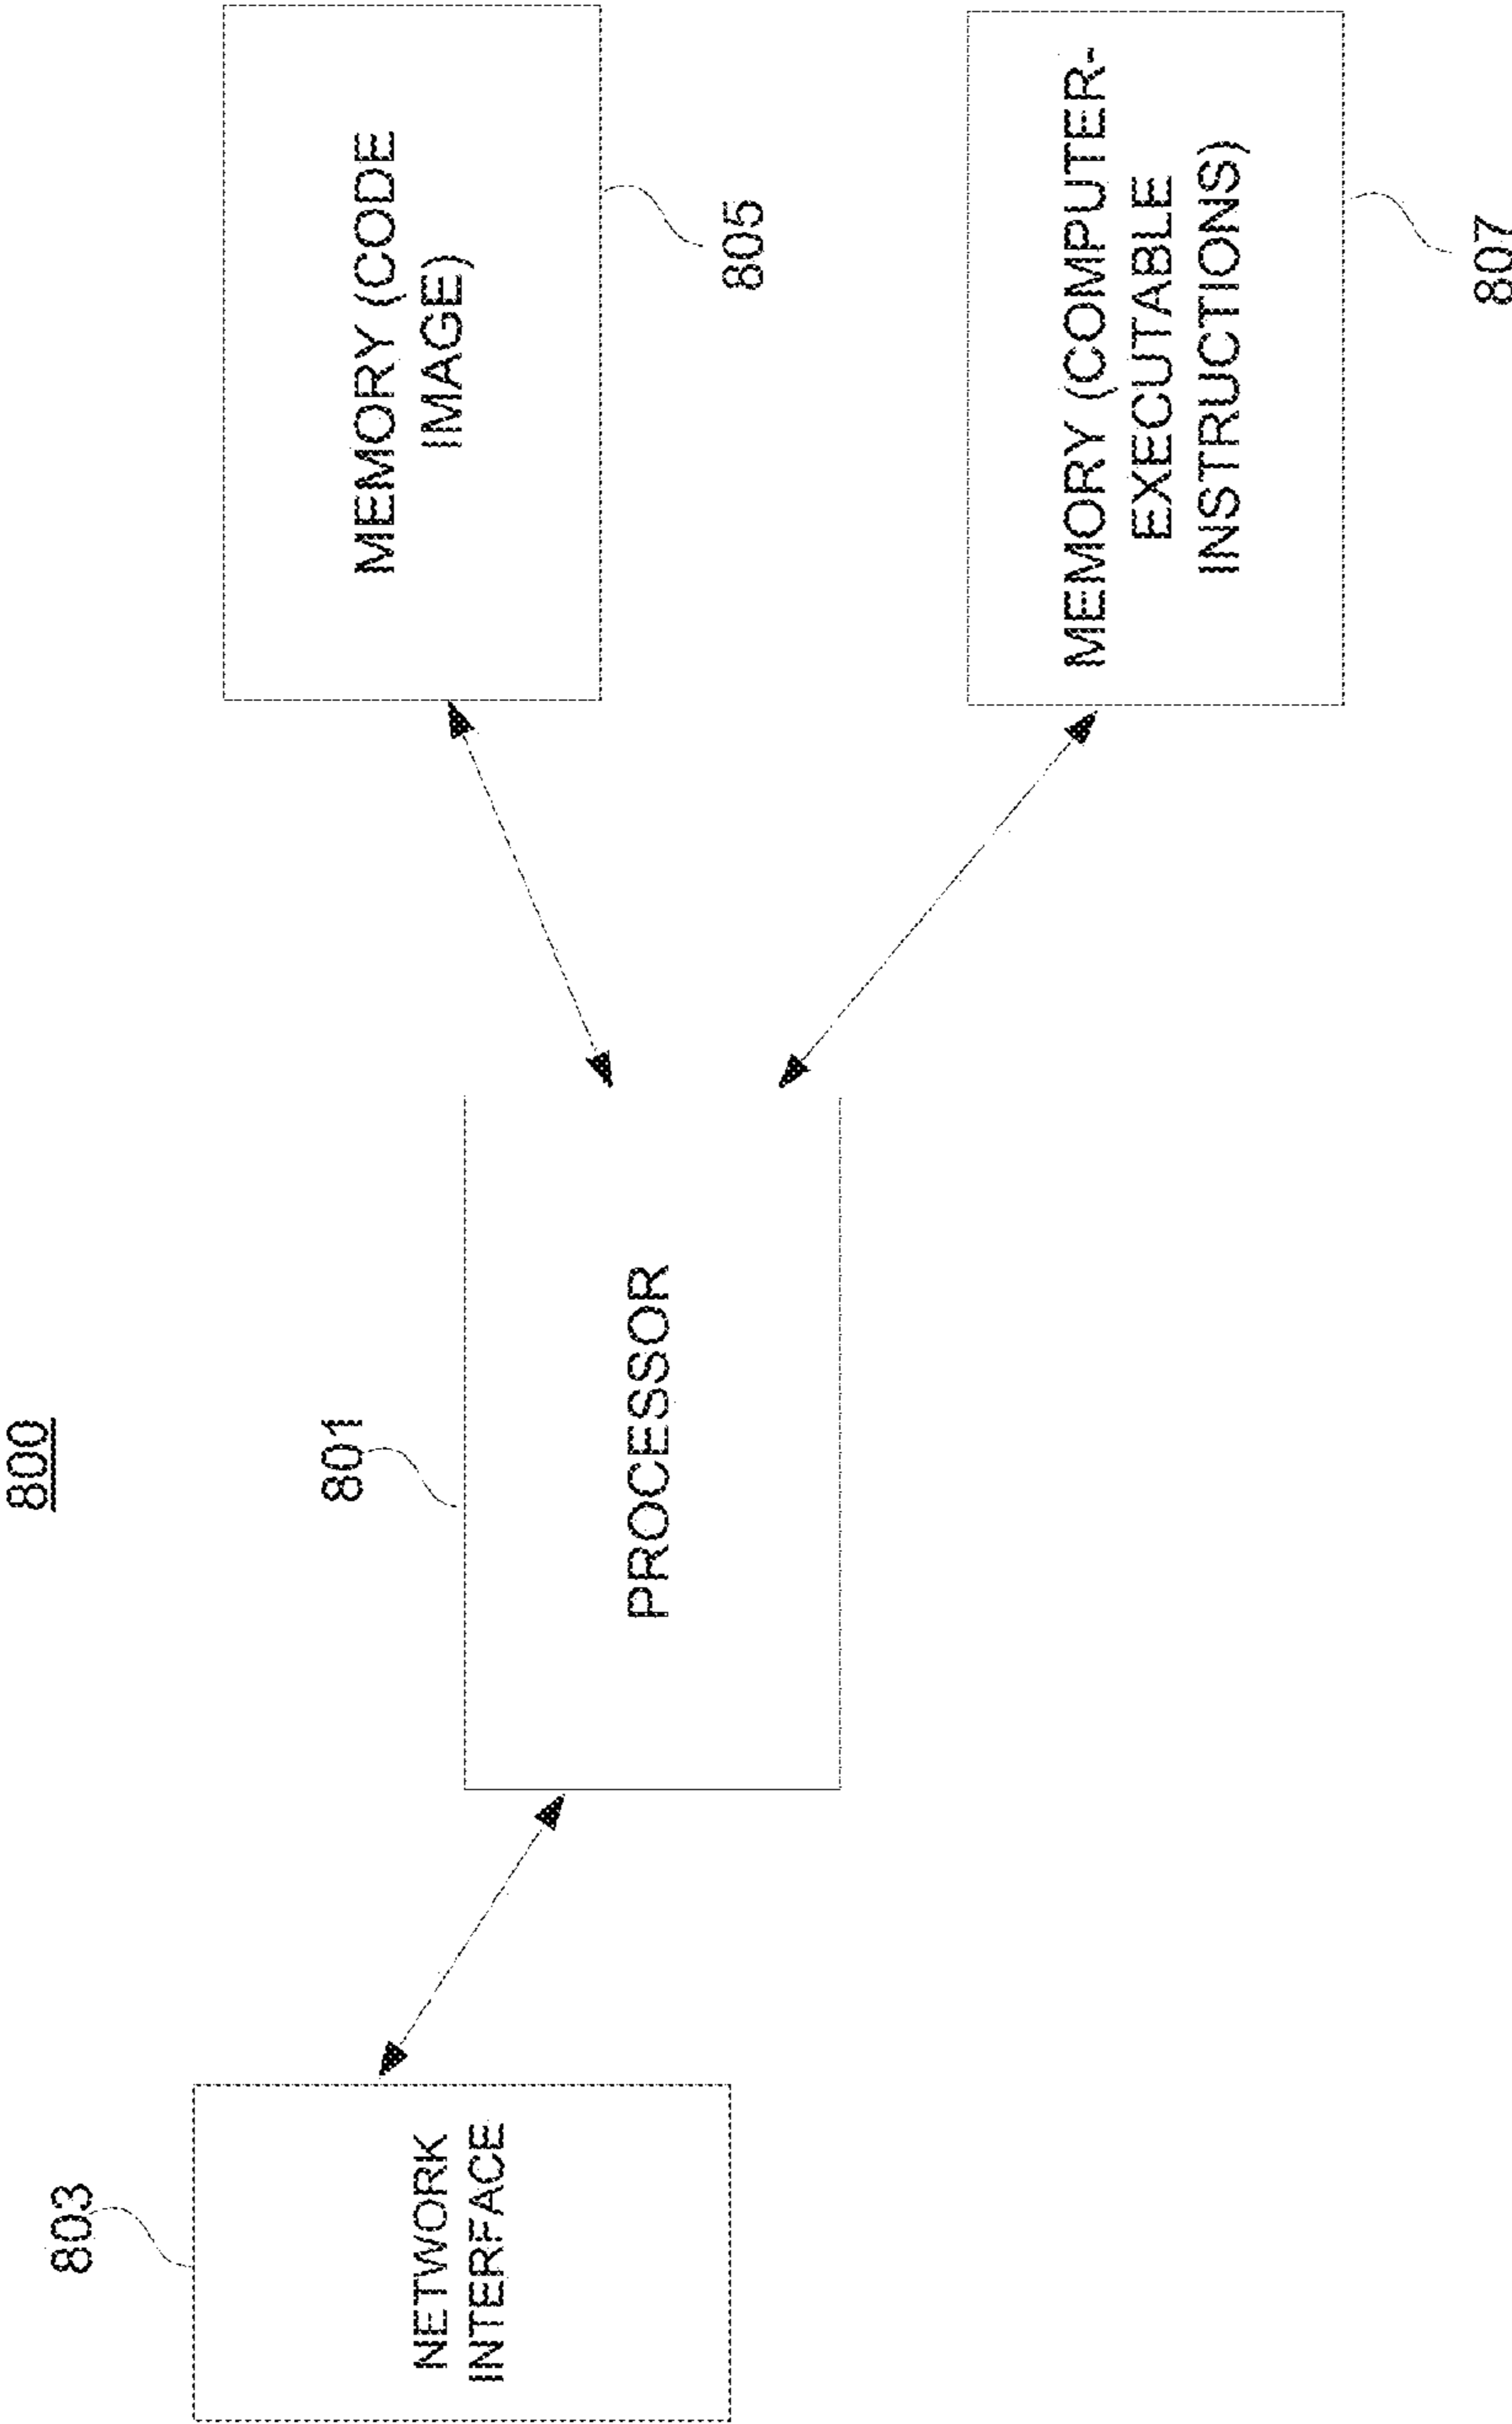 800
803
NETWORK
INTERFACE
801
PROCESSOR
MEMORY (CODE
IMAGE)
805
MEMORY (COMPUTER-
EXECUTABLE
INSTRUCTIONS)
807